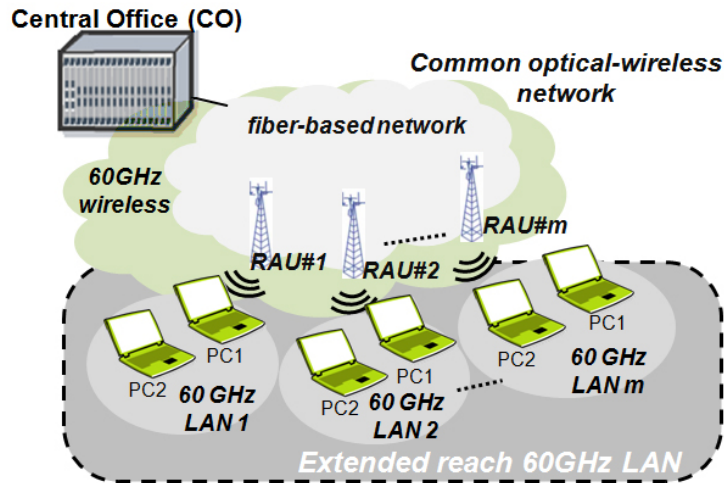 Central Office (CO)
Common optical-wireless
network
fiber-based network
60GHz
wireless
RAU#1
RAU#2
RAU#m
PC1
PC2
60 GHz
LAN 1
PC1
PC2
60 GHz
LAN 2
PC1
PC2
60 GHz
LAN m
Extended reach 60GHz LAN